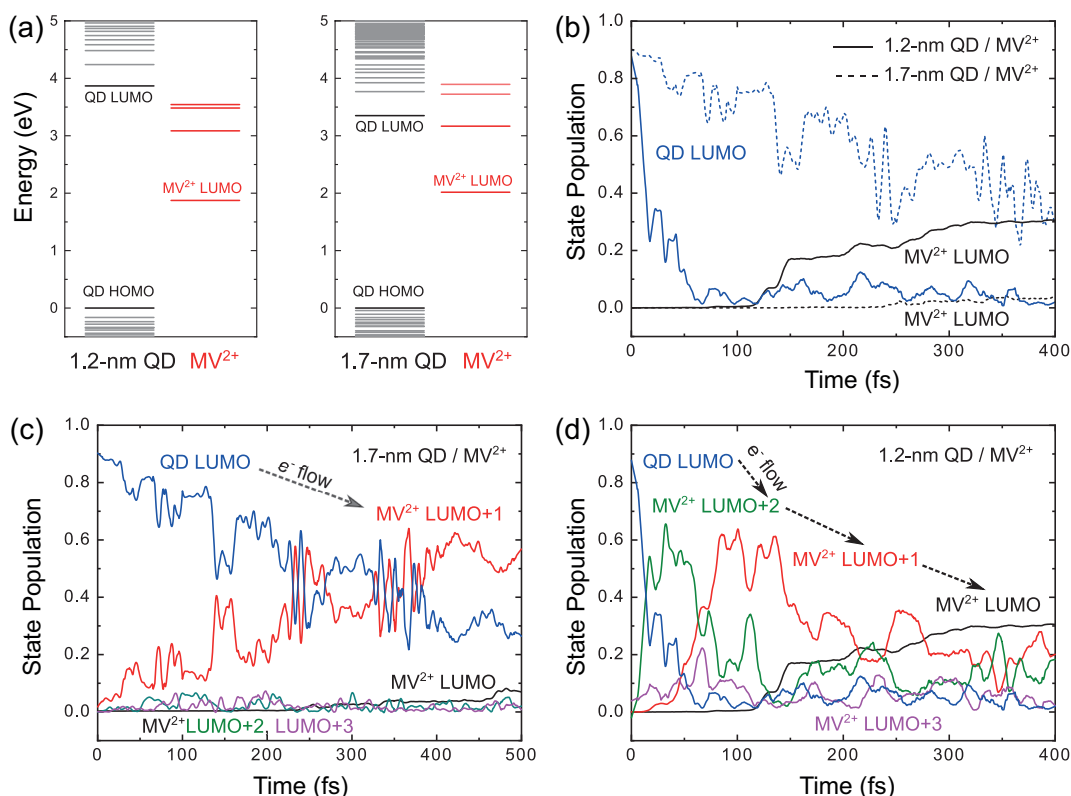 (a)
5
4
3
2
1
0
Energy (eV)
QD LUMO
MV²⁺ LUMO
QD HOMO
1.2-nm QD MV²⁺
5
4
3
2
1
0
QD LUMO
MV²⁺ LUMO
QD HOMO
1.7-nm QD MV²⁺
(b)
1.0
0.8
0.6
0.4
0.2
0.0
State Population
1.2-nm QD / MV²⁺
1.7-nm QD / MV²⁺
QD LUMO
MV²⁺ LUMO
MV²⁺ LUMO
0 100 200 300 400
Time (fs)
(c)
1.0
0.8
0.6
0.4
0.2
0.0
State Population
QD LUMO
1.7-nm QD / MV²⁺
e⁻ flow
MV²⁺ LUMO+1
MV²⁺ LUMO
MV²⁺ LUMO+2, LUMO+3
0 100 200 300 400 500
Time (fs)
(d)
1.0
0.8
0.6
0.4
0.2
0.0
State Population
QD LUMO
1.2-nm QD / MV²⁺
e⁻ flow
MV²⁺ LUMO+2
MV²⁺ LUMO+1
MV²⁺ LUMO
MV²⁺ LUMO+3
0 100 200 300 400
Time (fs)